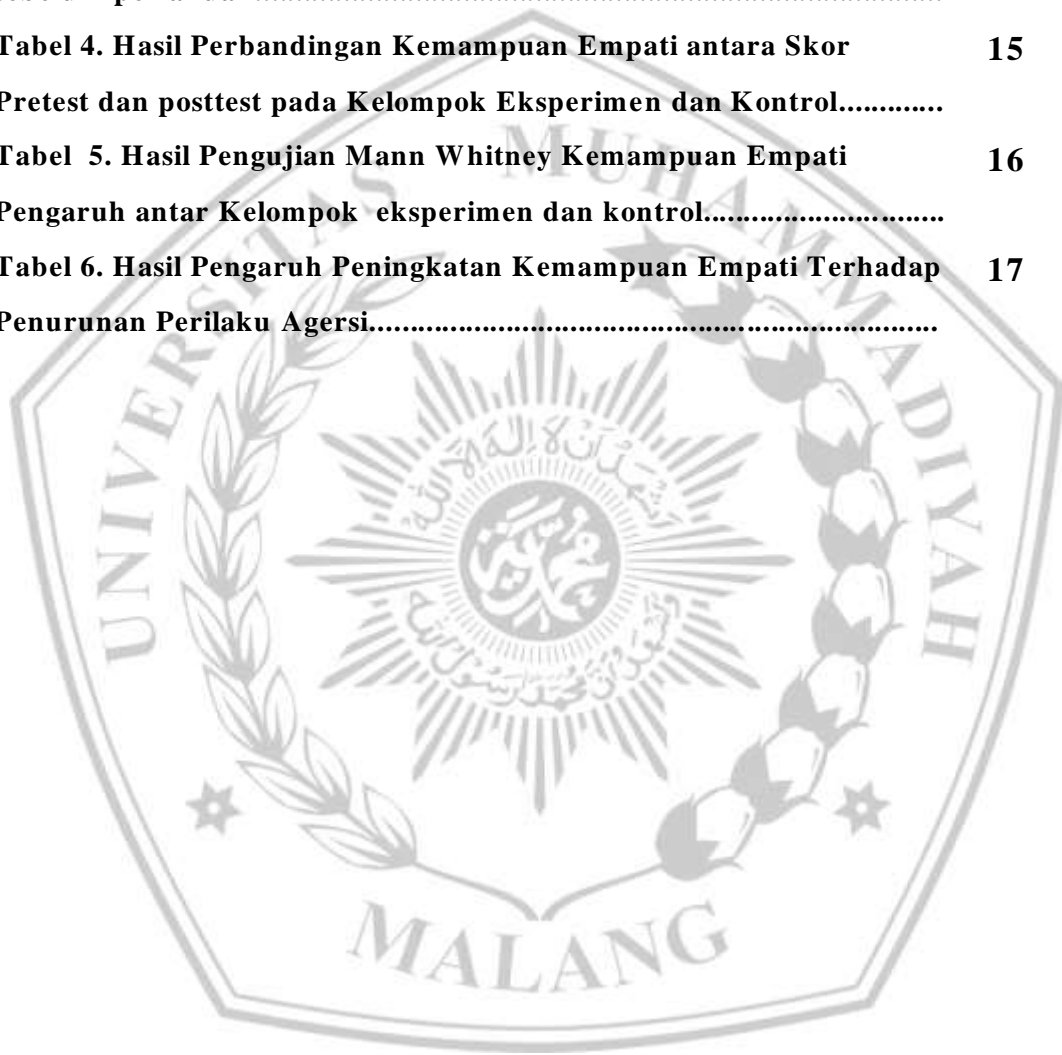 Tabel 4. Hasil Perbandingan Kemampuan Empati antara Skor 15
Pretest dan posttest pada Kelompok Eksperimen dan Kontrol.............
Tabel 5. Hasil Pengujian Mann Whitney Kemampuan Empati 16
Pengaruh antar Kelompok eksperimen dan kontrol..............................
Tabel 6. Hasil Pengaruh Peningkatan Kemampuan Empati Terhadap 17
Penurunan Perilaku Agersi......................................................................
UNIVERSITAS MUHAMMADIYAH
MALANG